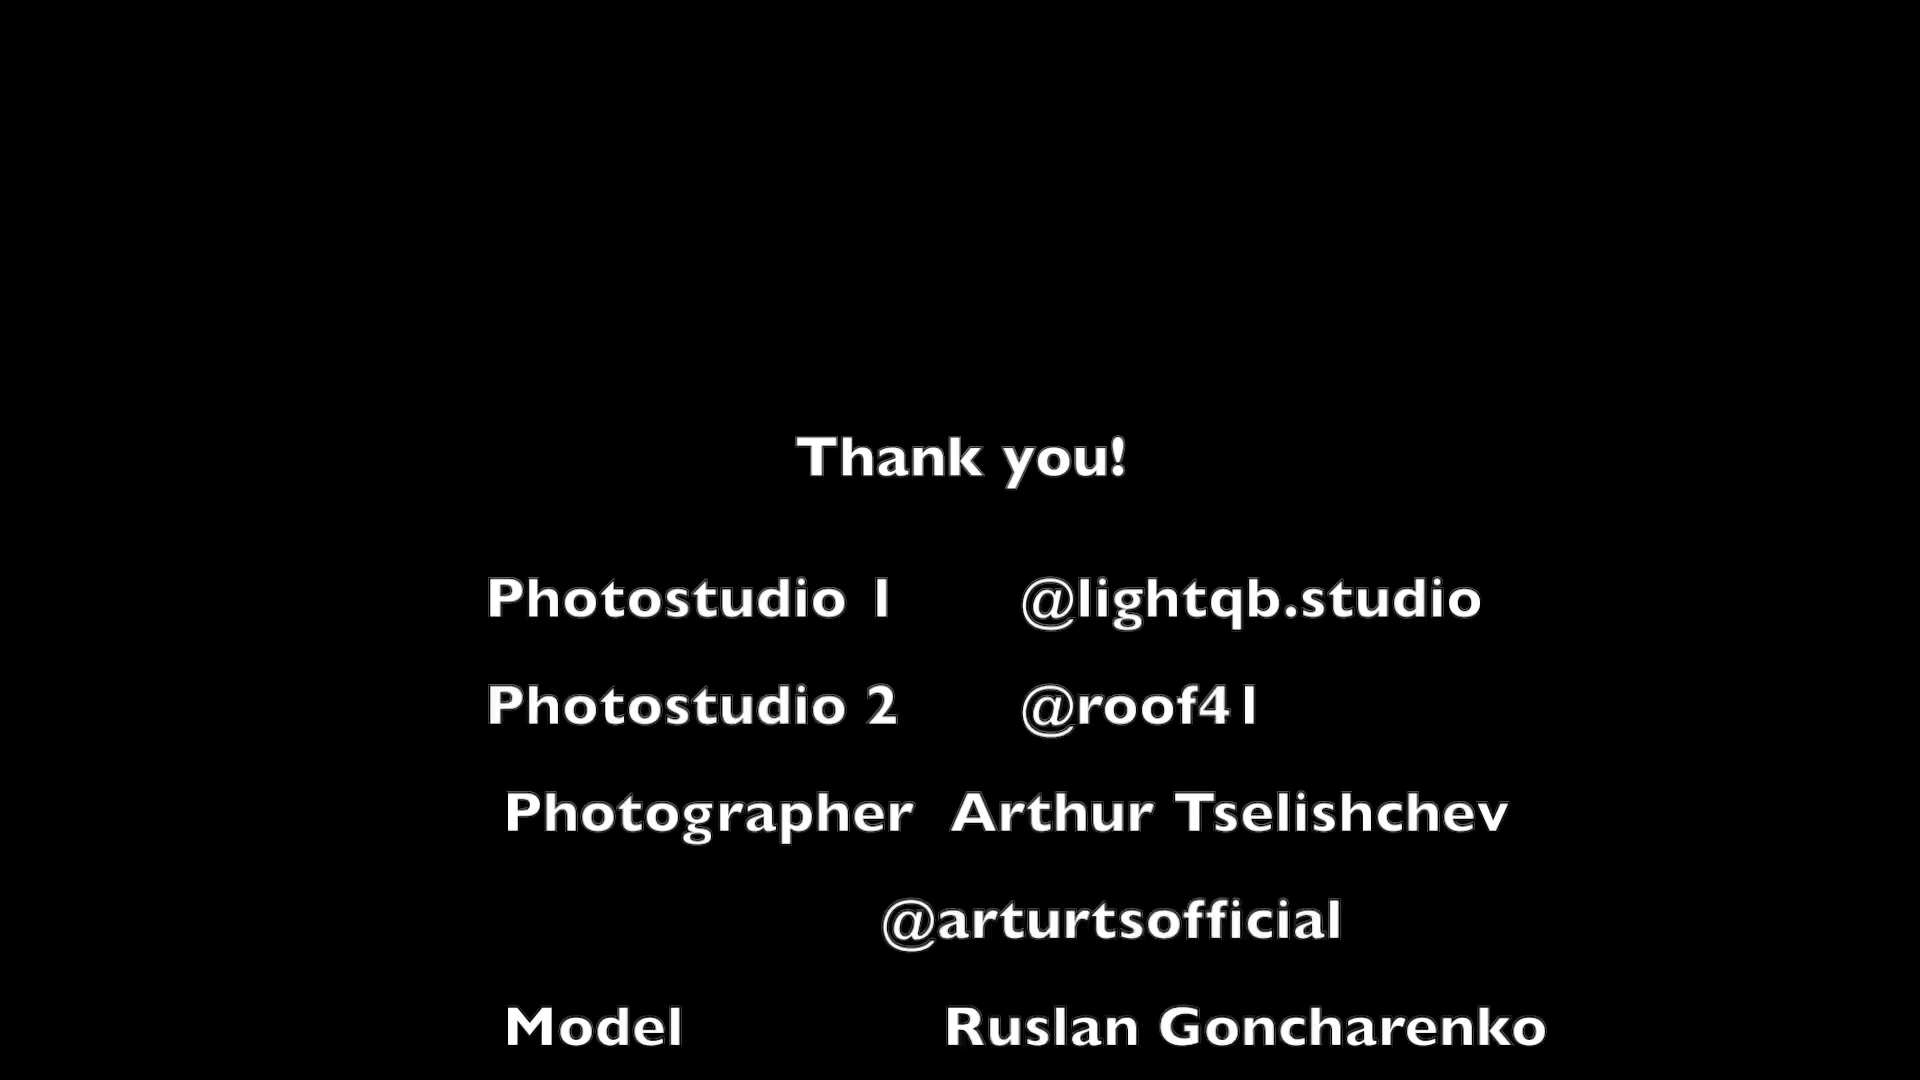 Thank you!
Photostudio 1 @lightqb.studio
Photostudio 2 @roof41
Photographer Arthur Tselishchev
@arturtsofficial
Model Ruslan Goncharenko